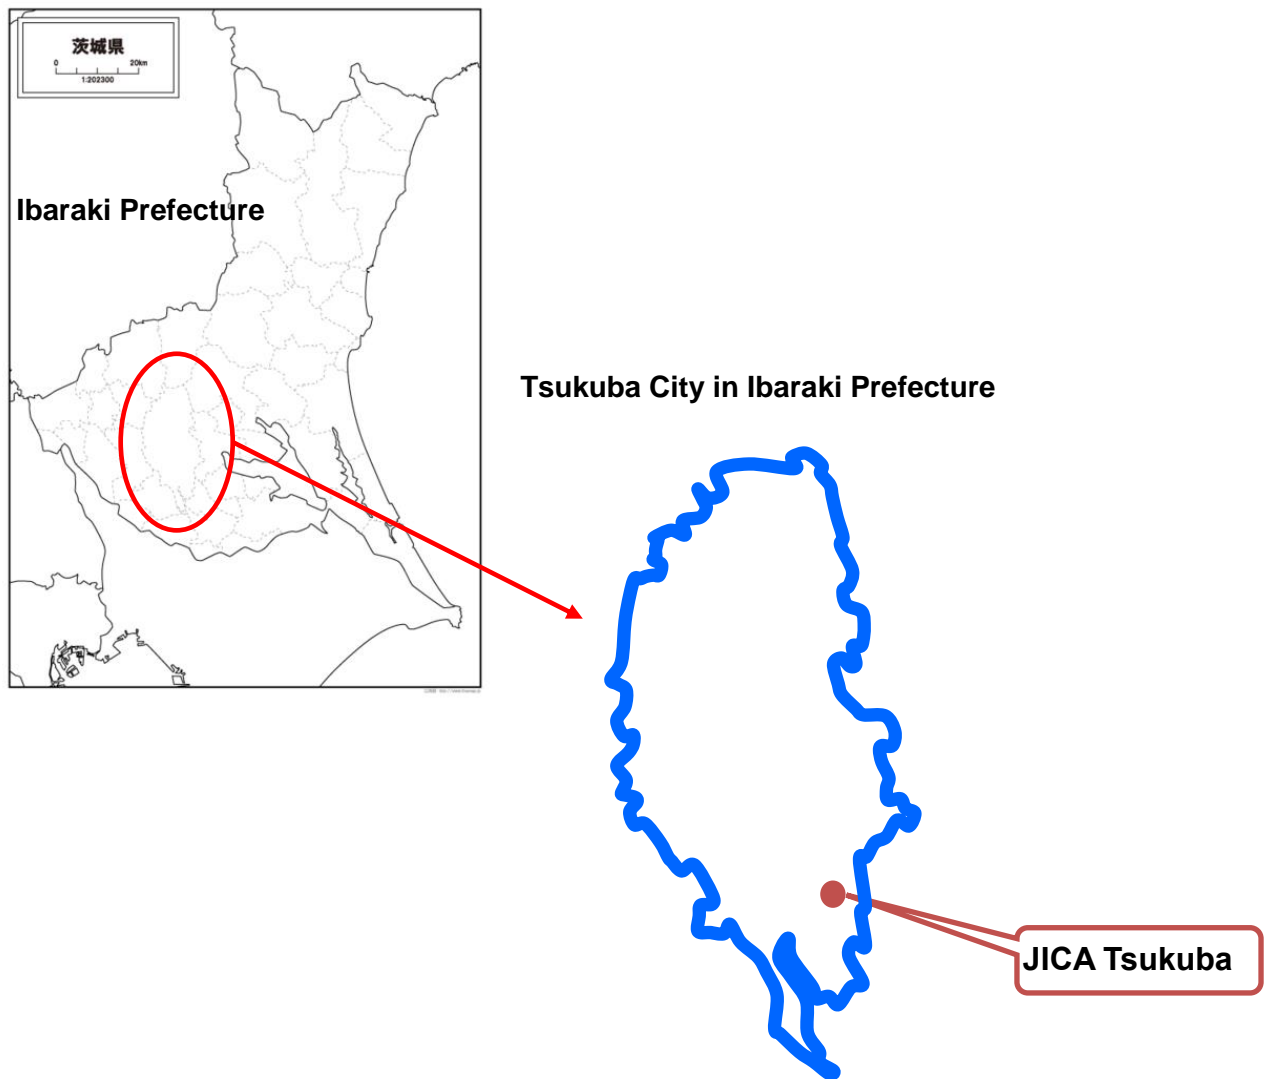 茨城県
0 20km
1:202300
Ibaraki Prefecture
Tsukuba City in Ibaraki Prefecture
JICA Tsukuba